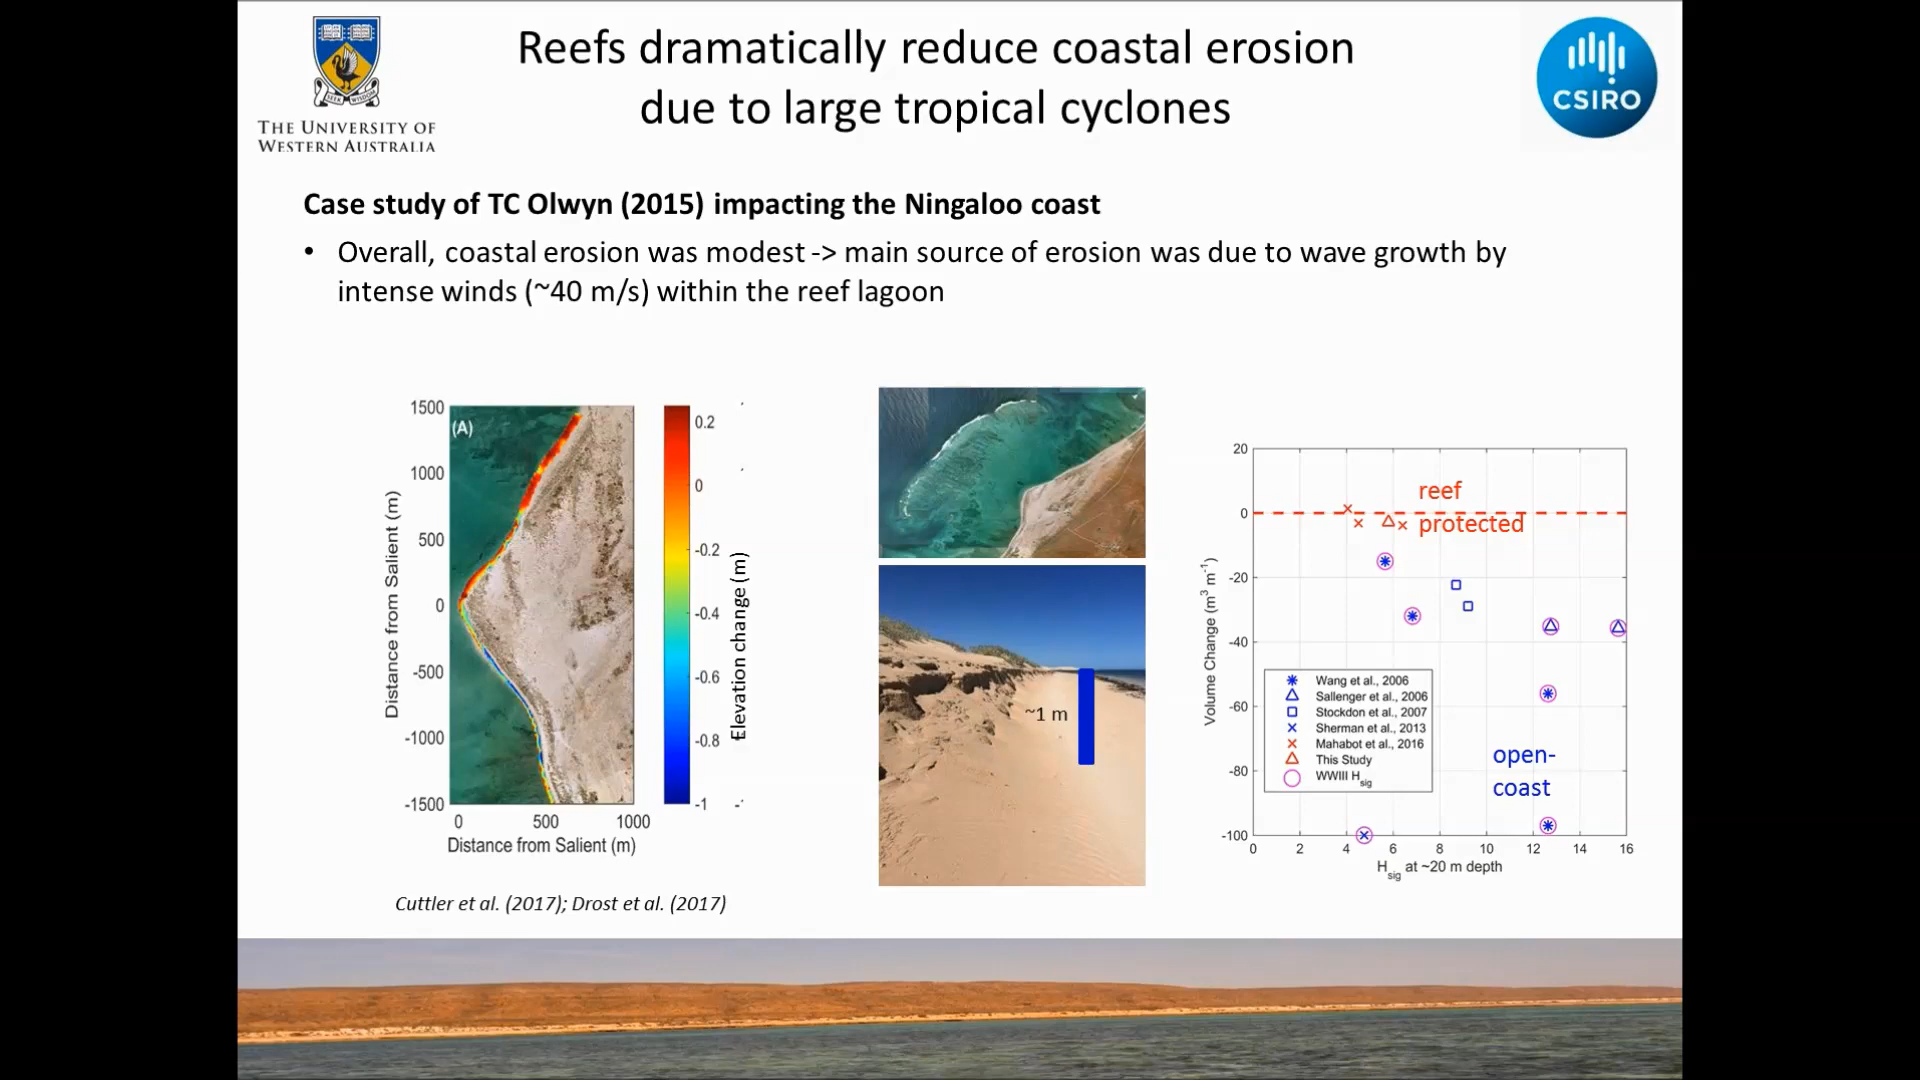 THE UNIVERSITY OF
WESTERN AUSTRALIA
SEEK WISDOM
Reefs dramatically reduce coastal erosion
due to large tropical cyclones
CSIRO
Case study of TC Olwyn (2015) impacting the Ningaloo coast
• Overall, coastal erosion was modest -> main source of erosion was due to wave growth by
intense winds (~40 m/s) within the reef lagoon
(A)
1500
1000
500
0
-500
-1000
-1500
Distance from Salient (m)
0 500 1000
Distance from Salient (m)
0.2
0
-0.2
-0.4
-0.6
-0.8
-1
Elevation change (m)
~1 m
20
0
-20
-40
-60
-80
-100
Volume Change (m³ m⁻¹)
reef
protected
Wang et al., 2006
Sallenger et al., 2006
Stockdon et al., 2007
Sherman et al., 2013
Mahabot et al., 2016
This Study
WWIII Hsig
open-
coast
0 2 4 6 8 10 12 14 16
Hsig at ~20 m depth
Cuttler et al. (2017); Drost et al. (2017)